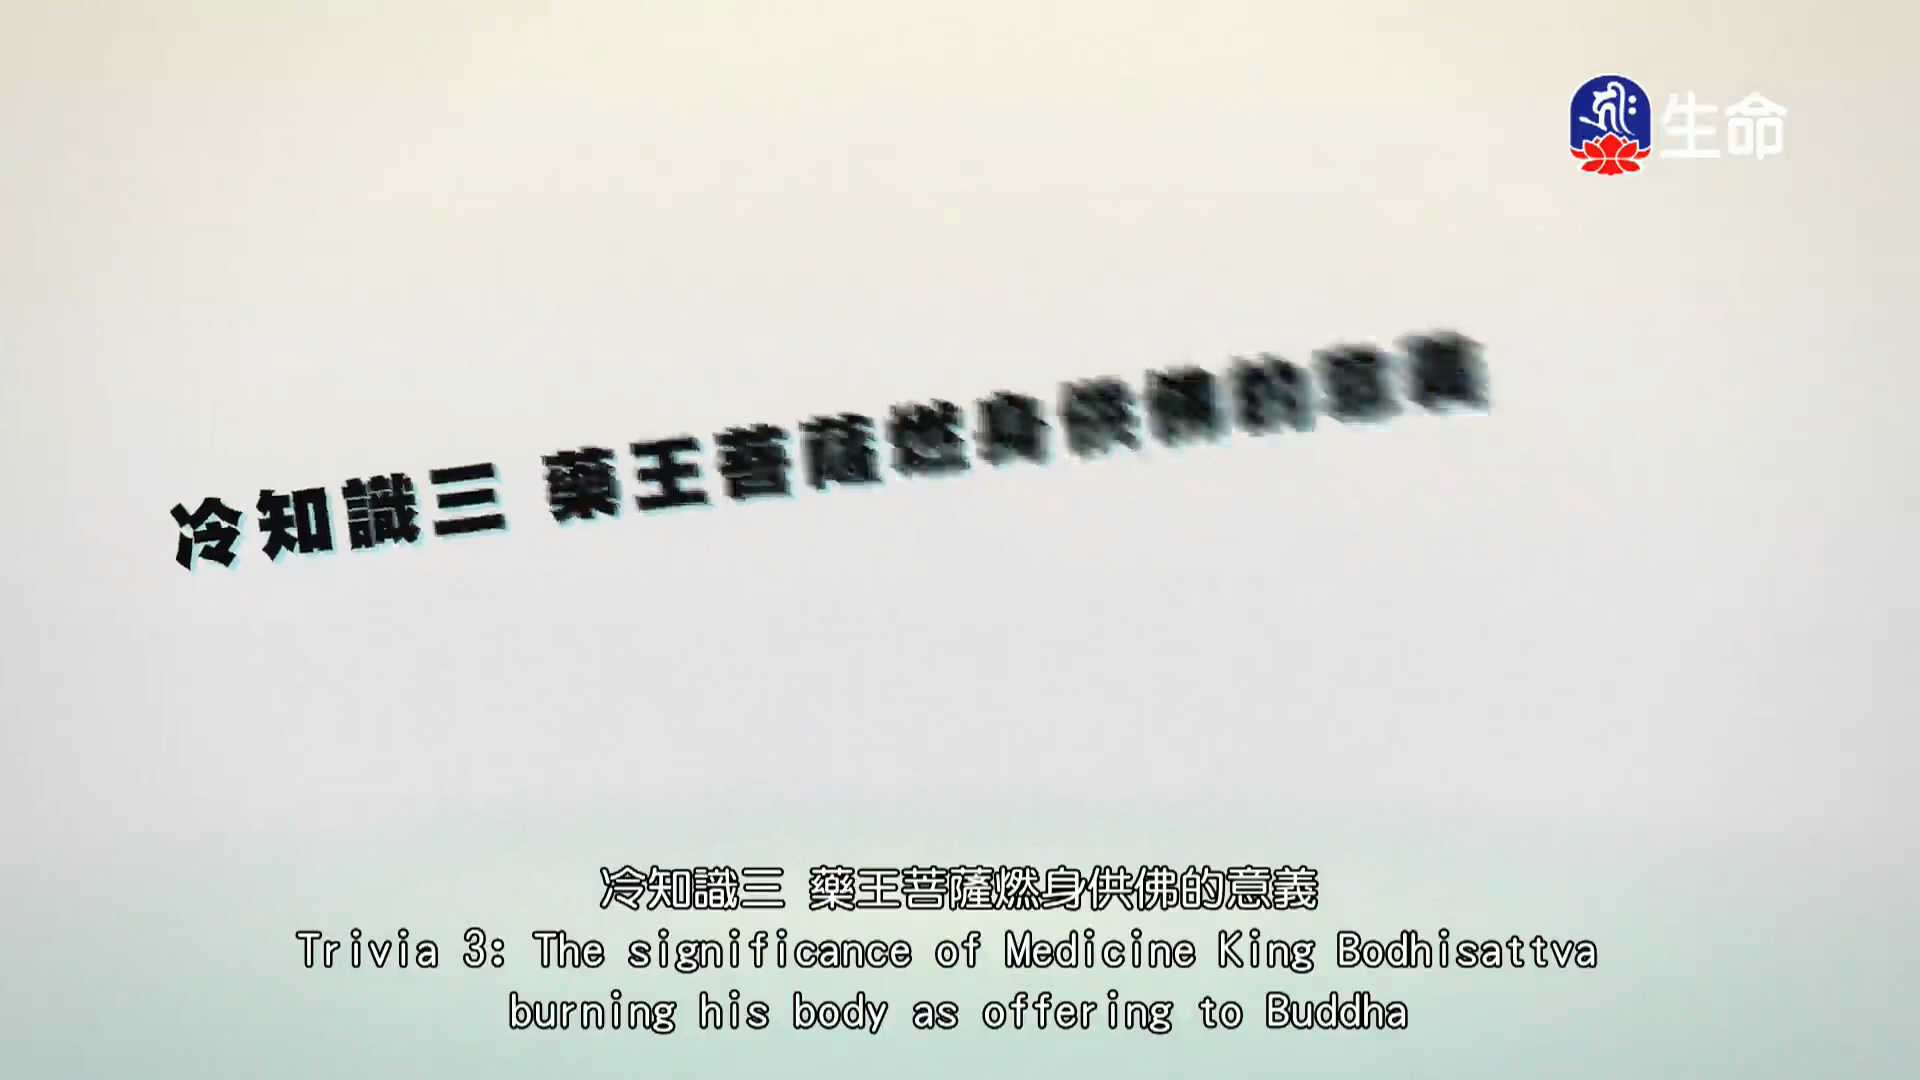 生命
冷知識三 藥王菩薩燃身供佛的意義
冷知識三 藥王菩薩燃身供佛的意義
Trivia 3: The significance of Medicine King Bodhisattva
burning his body as offering to Buddha